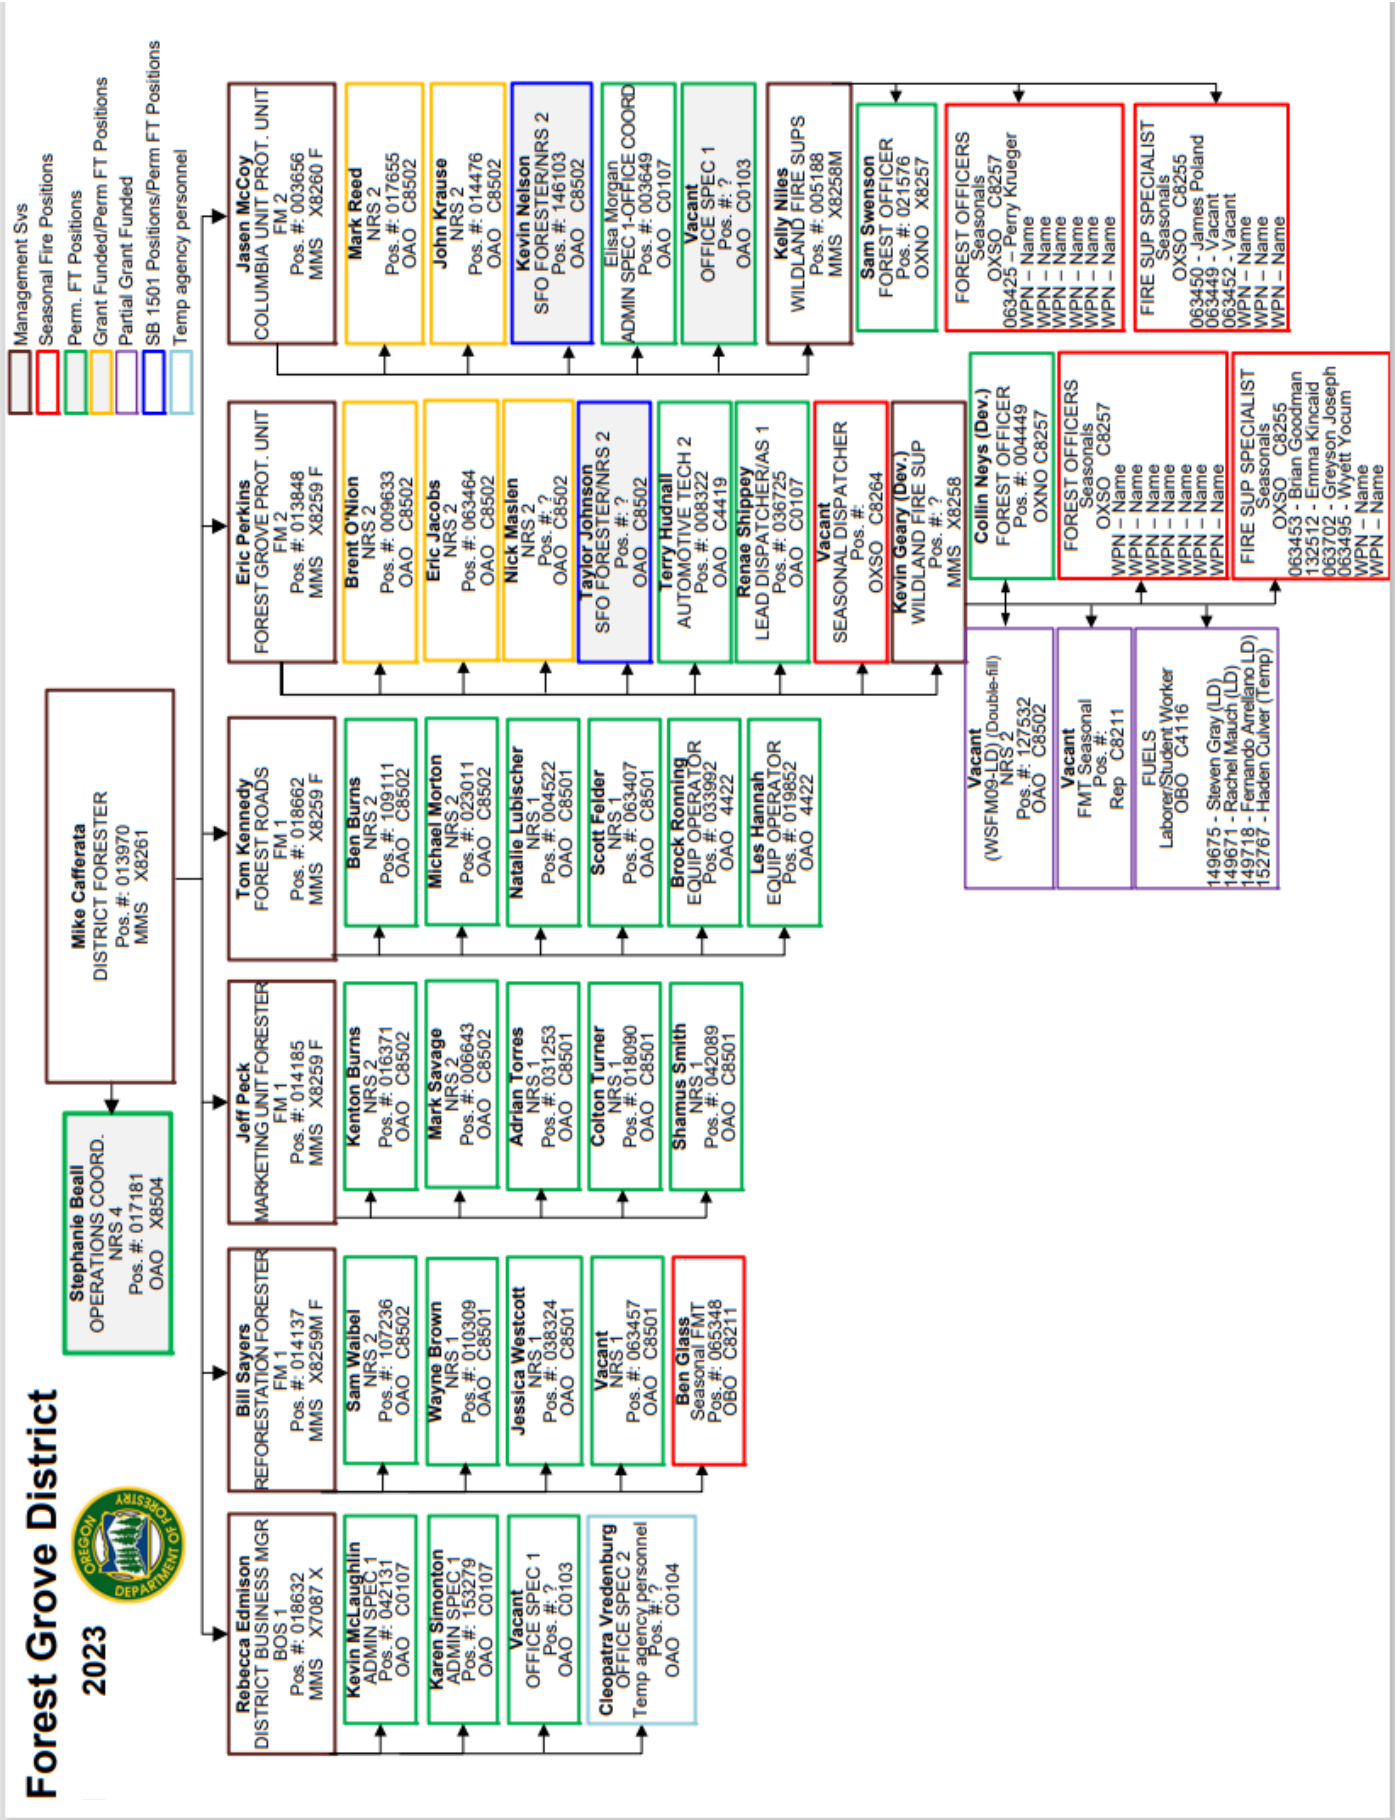 Forest Grove District
2023
OREGON
DEPARTMENT OF FORESTRY
Management Svs
Seasonal Fire Positions
Perm. FT Positions
Grant Funded/Perm FT Positions
Partial Grant Funded
SB 1501 Positions/Perm FT Positions
Temp agency personnel
Stephanie Beall
OPERATIONS COORD.
NRS 4
Pos. #: 017181
OAO X8504
Mike Cafferata
DISTRICT FORESTER
Pos. #: 013970
MMS X8261
Rebecca Edmison
DISTRICT BUSINESS MGR
BOS 1
Pos. #: 018632
MMS X7087 X
Kevin McLaughlin
ADMIN SPEC 1
Pos. #: 042131
OAO C0107
Karen Simonton
ADMIN SPEC 1
Pos. #: 153279
OAO C0107
Vacant
OFFICE SPEC 1
Pos. #: ?
OAO C0103
Cleopatra Vredenburg
OFFICE SPEC 2
Temp agency personnel
Pos. #: ?
OAO C0104
Bill Sayers
REFORESTATION FORESTER
FM 1
Pos. #: 014137
MMS X8259M F
Sam Waibel
NRS 2
Pos. #: 107236
OAO C8502
Wayne Brown
NRS 1
Pos. #: 010309
OAO C8501
Jessica Westcott
NRS 1
Pos. #: 038324
OAO C8501
Vacant
NRS 1
Pos. #: 063457
OAO C8501
Ben Glass
Seasonal FMT
Pos. #: 065348
OBO C8211
Jeff Peck
MARKETING UNIT FORESTER
FM 1
Pos. #: 014185
MMS X8259 F
Kenton Burns
NRS 2
Pos. #: 016371
OAO C8502
Mark Savage
NRS 2
Pos. #: 006643
OAO C8502
Adrian Torres
NRS 1
Pos. #: 031253
OAO C8501
Colton Turner
NRS 1
Pos. #: 018090
OAO C8501
Shamus Smith
NRS 1
Pos. #: 042089
OAO C8501
Tom Kennedy
FOREST ROADS
FM 1
Pos. #: 018662
MMS X8259 F
Ben Burns
NRS 2
Pos. #: 109111
OAO C8502
Michael Morton
NRS 2
Pos. #: 023011
OAO C8502
Natalie Lubischer
NRS 1
Pos. #: 004522
OAO C8501
Scott Felder
NRS 1
Pos. #: 063407
OAO C8501
Brock Ronning
EQUIP OPERATOR
Pos. #: 033992
OAO 4422
Les Hannah
EQUIP OPERATOR
Pos. #: 019852
OAO 4422
Eric Perkins
FOREST GROVE PROT. UNIT
FM 2
Pos. #: 013848
MMS X8259 F
Brent O'Nion
NRS 2
Pos. #: 009633
OAO C8502
Eric Jacobs
NRS 2
Pos. #: 063464
OAO C8502
Nick Maslen
NRS 2
Pos. #: ?
OAO C8502
Taylor Johnson
SFO FORESTER/NRS 2
Pos. #: ?
OAO C8502
Terry Hudnall
AUTOMOTIVE TECH 2
Pos. #: 008322
OAO C4419
Renae Shippey
LEAD DISPATCHER/AS 1
Pos. #: 036725
OAO C0107
Vacant
SEASONAL DISPATCHER
Pos. #:
OXSO C8264
Kevin Geary (Dev.)
WILDLAND FIRE SUP
Pos. #: ?
MMS X8258
Vacant
(WSFM09-LD) (Double-fill)
NRS 2
Pos. #: 127532
OAO C8502
Vacant
FMT Seasonal
Pos. #:
Rep C8211
FUELS
Laborer/Student Worker
OBO C4116
149675 - Steven Gray (LD)
149671 - Rachel Mauch (LD)
149718 - Fernando Arrellano LD)
152767 - Haden Culver (Temp)
Collin Neys (Dev.)
FOREST OFFICER
Pos. #: 004449
OXNO C8257
FOREST OFFICERS
Seasonals
OXSO C8257
WPN – Name
WPN – Name
WPN – Name
WPN – Name
WPN – Name
WPN – Name
WPN – Name
FIRE SUP SPECIALIST
Seasonals
OXSO C8255
063453 - Brian Goodman
132512 - Emma Kincaid
063702 - Greyson Joseph
063495 - Wyett Yocum
WPN – Name
WPN – Name
Jasen McCoy
COLUMBIA UNIT PROT. UNIT
FM 2
Pos. #: 003656
MMS X8260 F
Mark Reed
NRS 2
Pos. #: 017655
OAO C8502
John Krause
NRS 2
Pos. #: 014476
OAO C8502
Kevin Nelson
SFO FORESTER/NRS 2
Pos. #: 146103
OAO C8502
Elisa Morgan
ADMIN SPEC 1-OFFICE COORD
Pos. #: 003649
OAO C0107
Vacant
OFFICE SPEC 1
Pos. #: ?
OAO C0103
Kelly Niles
WILDLAND FIRE SUPS
Pos. #: 005188
MMS X8258M
Sam Swenson
FOREST OFFICER
Pos. #: 021576
OXNO X8257
FOREST OFFICERS
Seasonals
OXSO C8257
063425 – Perry Krueger
WPN – Name
WPN – Name
WPN – Name
WPN – Name
WPN – Name
WPN – Name
FIRE SUP SPECIALIST
Seasonals
OXSO C8255
063450 - James Poland
063449 - Vacant
063452 - Vacant
WPN – Name
WPN – Name
WPN – Name